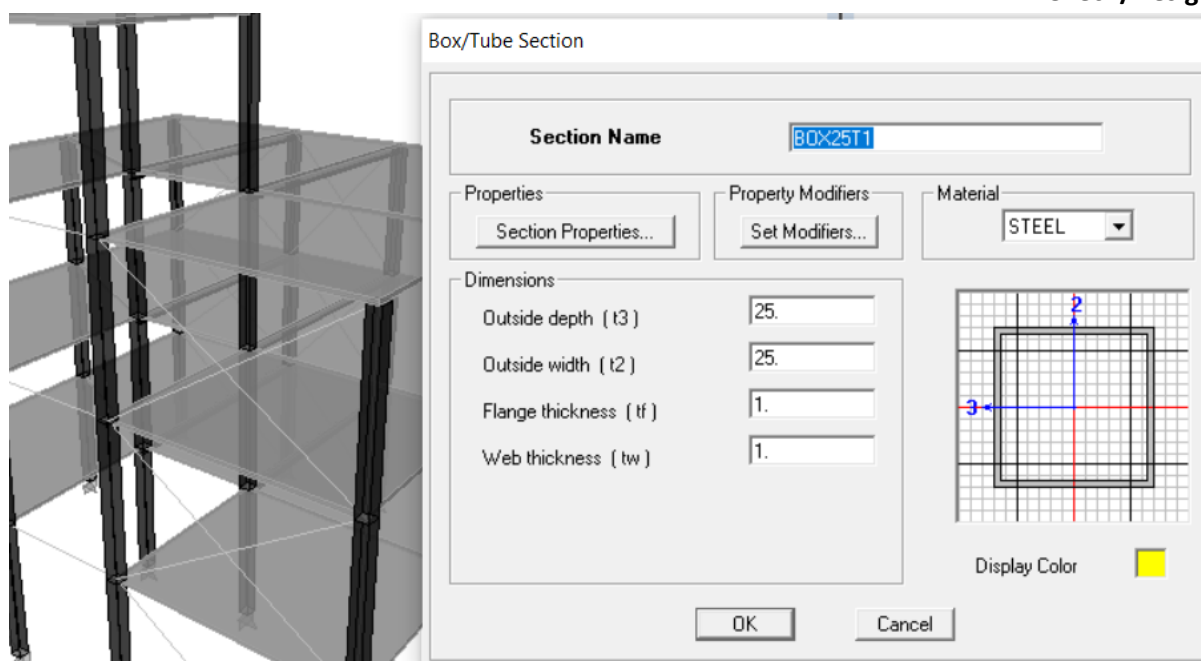 Box/Tube Section
Section Name BOX25T1
Properties Property Modifiers Material
Section Properties... Set Modifiers... STEEL
Dimensions
Outside depth ( t3 ) 25.
Outside width ( t2 ) 25.
Flange thickness ( tf ) 1.
Web thickness ( tw ) 1.
2
3
Display Color
OK Cancel